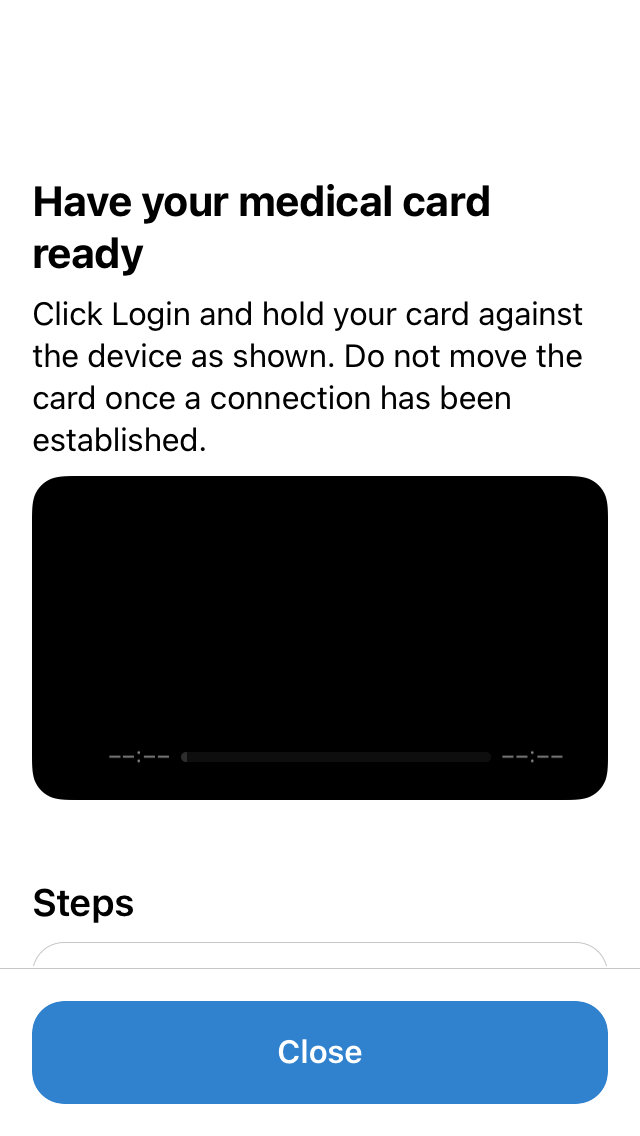 Have your medical card
ready
Click Login and hold your card against
the device as shown. Do not move the
card once a connection has been
established.
--:-- --:--
Steps
Close